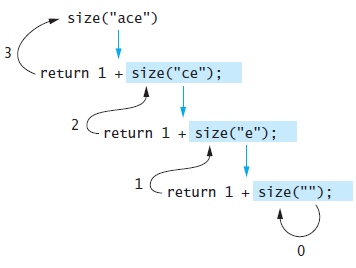 size("ace")
3
return 1 + size("ce");
2
return 1 + size("e");
1
return 1 + size("");
0